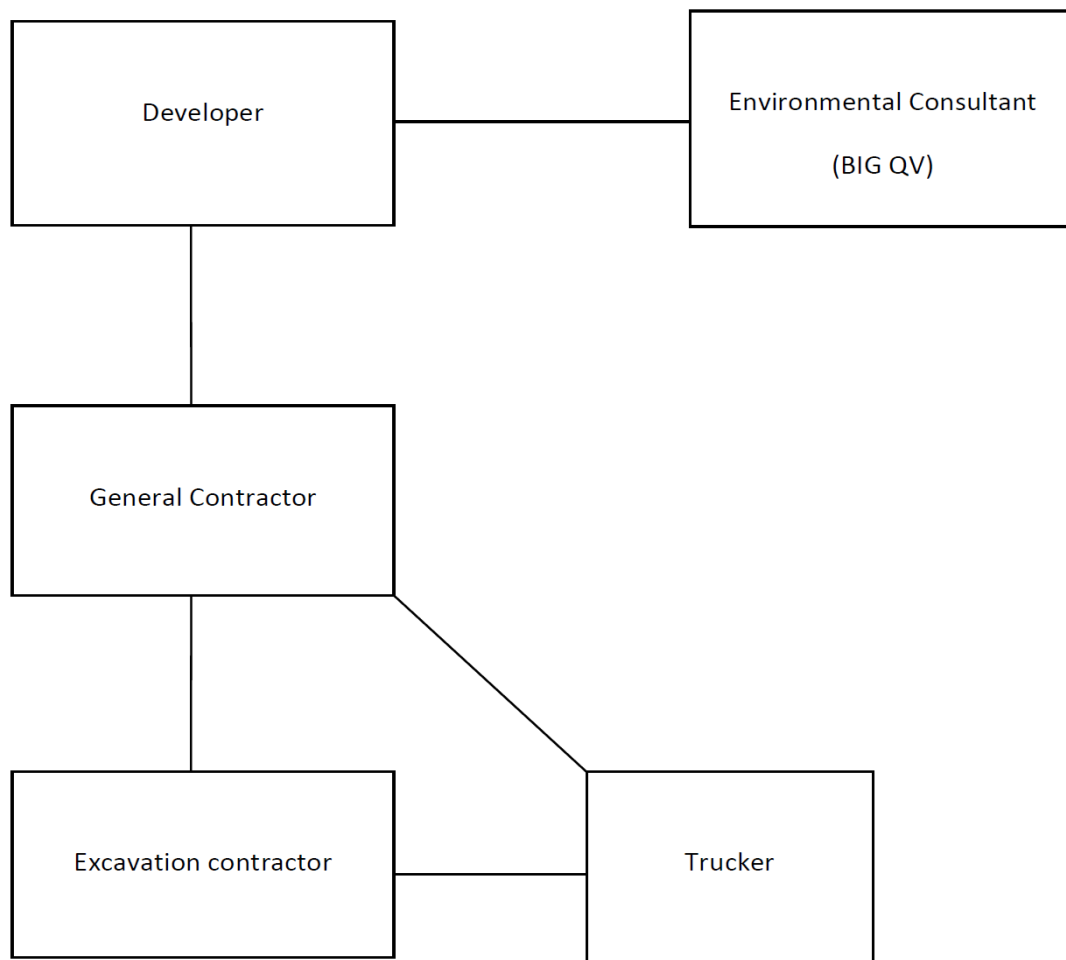 Developer
Environmental Consultant
(BIG QV)
General Contractor
Excavation contractor
Trucker